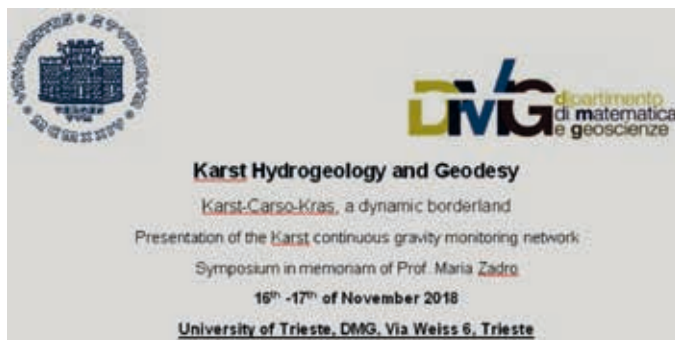 DMG
dipartimento
di matematica
e geoscienze
Karst Hydrogeology and Geodesy
Karst-Carso-Kras, a dynamic borderland
Presentation of the Karst continuous gravity monitoring network
Symposium in memoriam of Prof. Maria Zadro
16th -17th of November 2018
University of Trieste, DMG, Via Weiss 6, Trieste